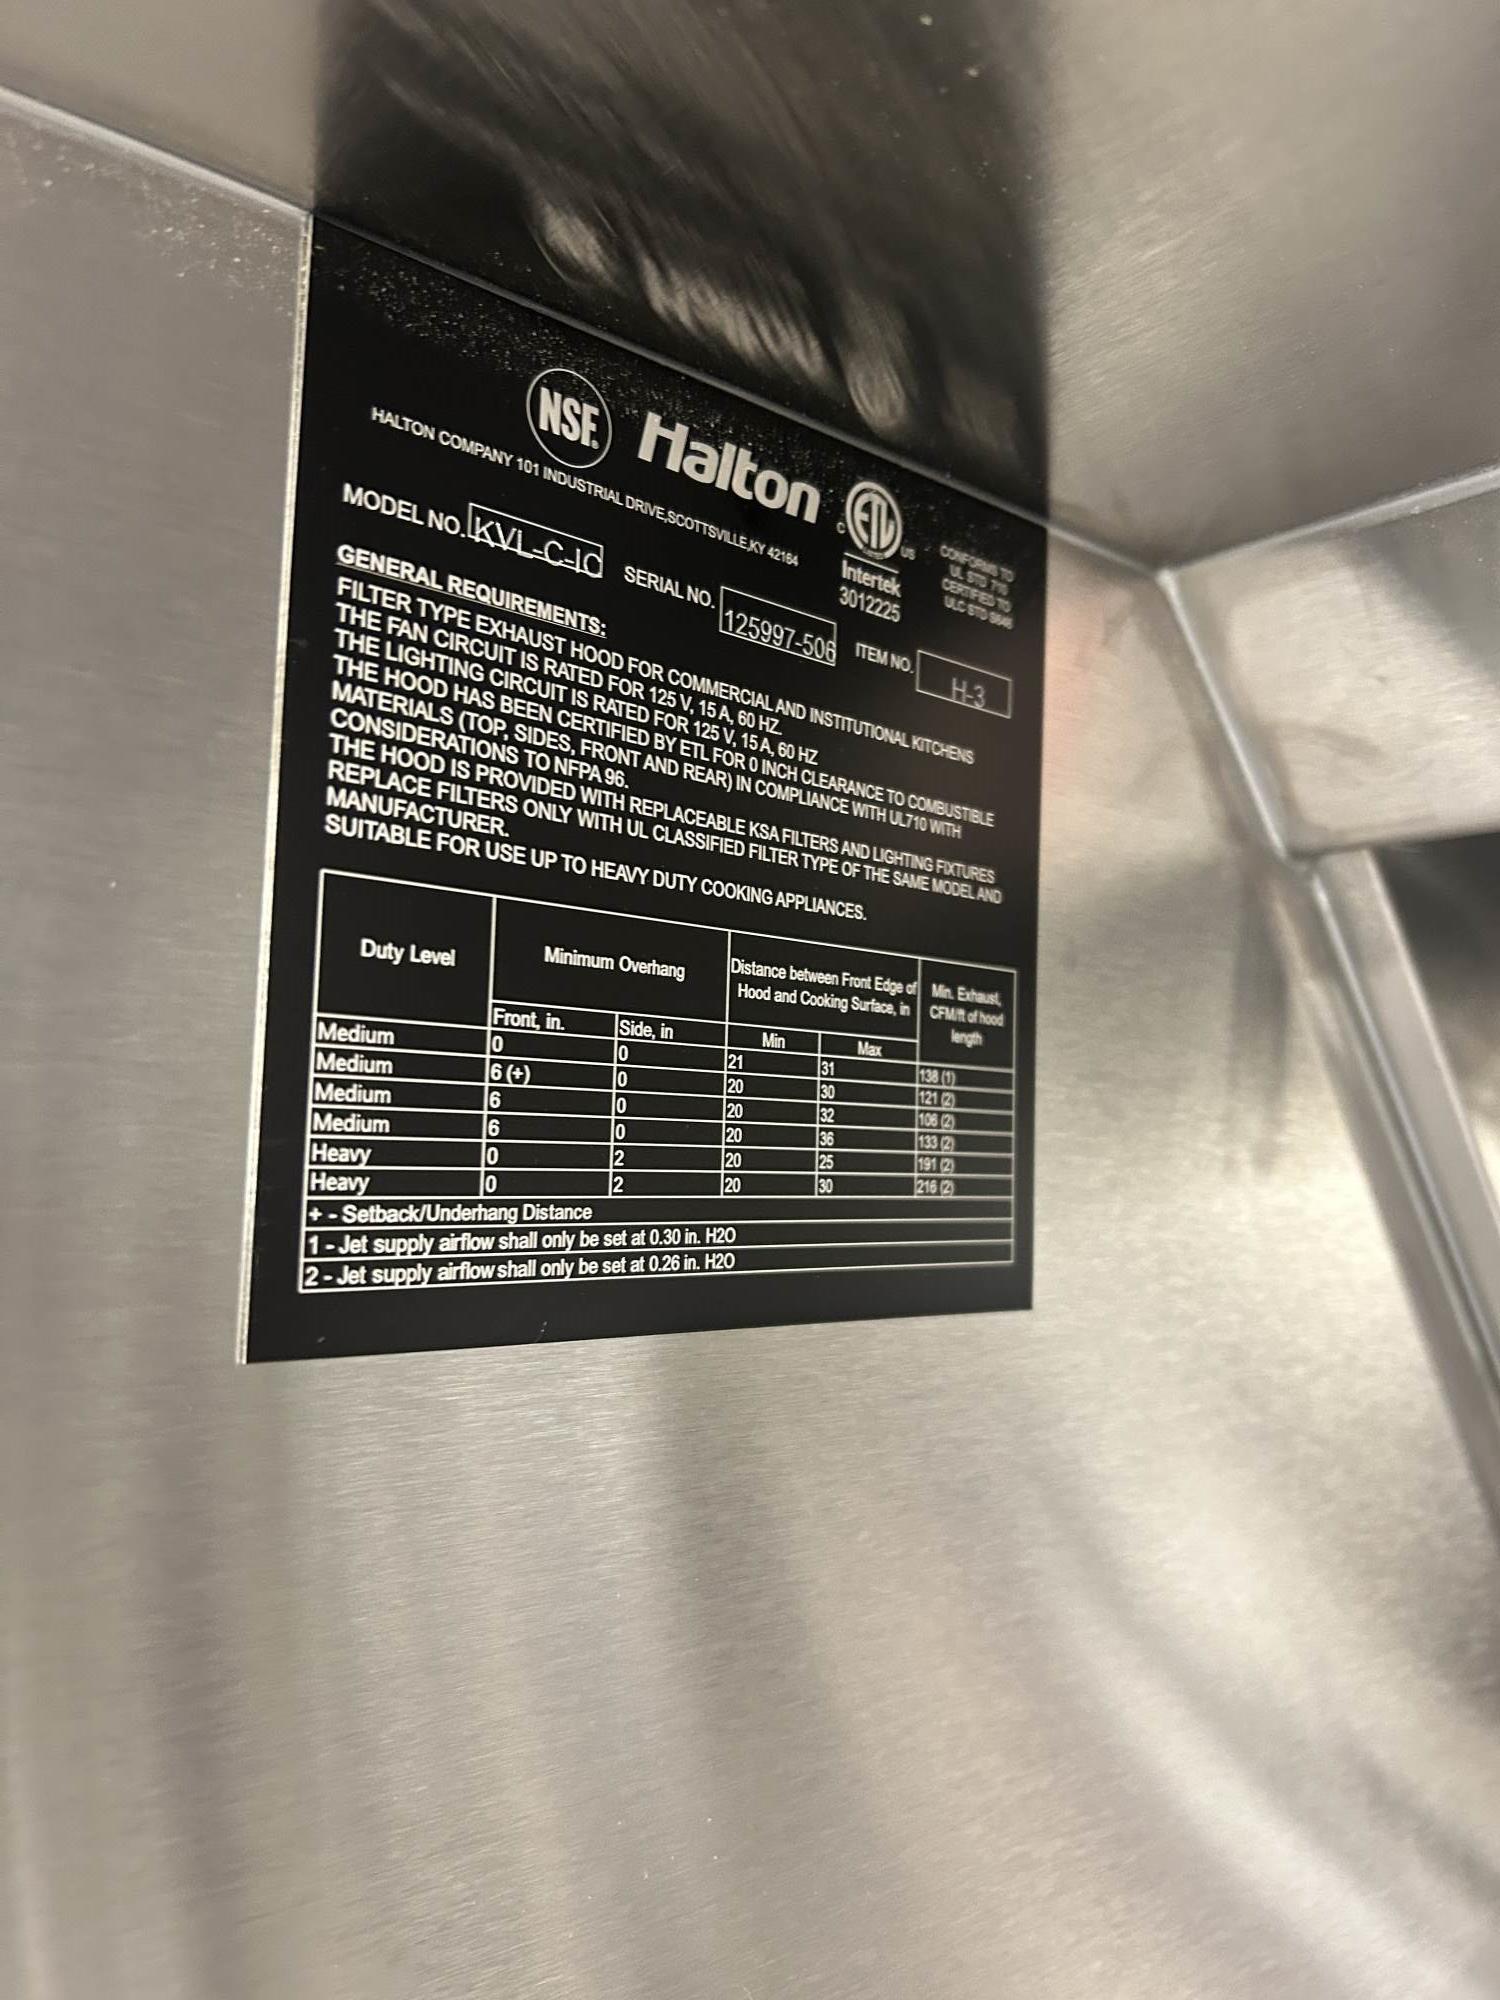 NSF. Halton
HALTON COMPANY 101 INDUSTRIAL DRIVE,SCOTTSVILLE,KY 42164
C ETL US
Intertek
3012225
CONFORMS TO
UL STD 710
CERTIFIED TO
ULC STD S646
MODEL NO. KVL-C-IC SERIAL NO. 125997-506 ITEM NO. H-3
GENERAL REQUIREMENTS:
FILTER TYPE EXHAUST HOOD FOR COMMERCIAL AND INSTITUTIONAL KITCHENS
THE FAN CIRCUIT IS RATED FOR 125 V, 15 A, 60 HZ.
THE LIGHTING CIRCUIT IS RATED FOR 125 V, 15 A, 60 HZ
THE HOOD HAS BEEN CERTIFIED BY ETL FOR 0 INCH CLEARANCE TO COMBUSTIBLE
MATERIALS (TOP, SIDES, FRONT AND REAR) IN COMPLIANCE WITH UL710 WITH
CONSIDERATIONS TO NFPA 96.
THE HOOD IS PROVIDED WITH REPLACEABLE KSA FILTERS AND LIGHTING FIXTURES
REPLACE FILTERS ONLY WITH UL CLASSIFIED FILTER TYPE OF THE SAME MODEL AND
MANUFACTURER.
SUITABLE FOR USE UP TO HEAVY DUTY COOKING APPLIANCES.
Duty Level Minimum Overhang Distance between Front Edge of Hood and Cooking Surface, in Min. Exhaust, CFM/ft of hood length
Front, in. Side, in Min Max
Medium 0 0 21 31 138 (1)
Medium 6 (+) 0 20 30 121 (2)
Medium 6 0 20 32 106 (2)
Medium 6 0 20 36 133 (2)
Heavy 0 2 20 25 191 (2)
Heavy 0 2 20 30 216 (2)
+ - Setback/Underhang Distance
1 - Jet supply airflow shall only be set at 0.30 in. H2O
2 - Jet supply airflow shall only be set at 0.26 in. H2O